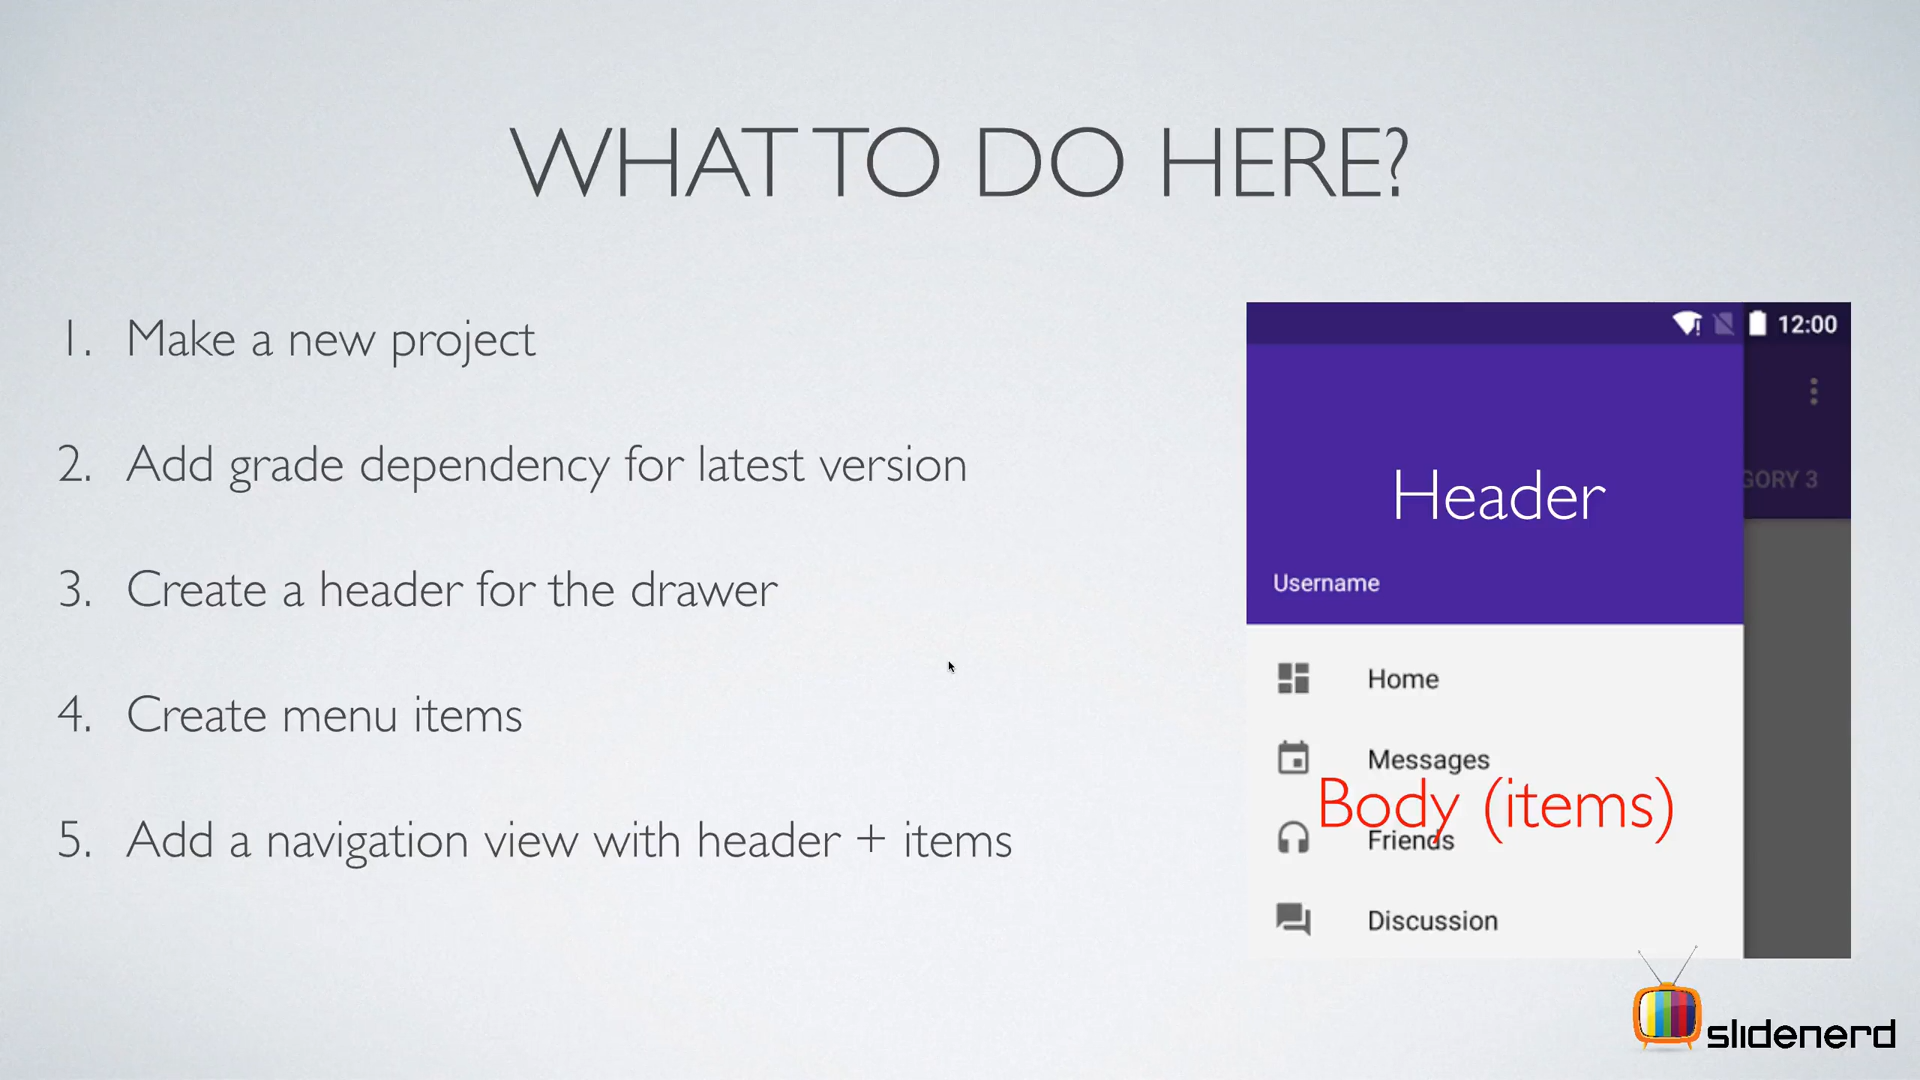 WHAT TO DO HERE?
1. Make a new project
2. Add grade dependency for latest version
3. Create a header for the drawer
4. Create menu items
5. Add a navigation view with header + items
12:00
GORY 3
Header
Username
Home
Messages
Body (items)
Friends
Discussion
slidenerd